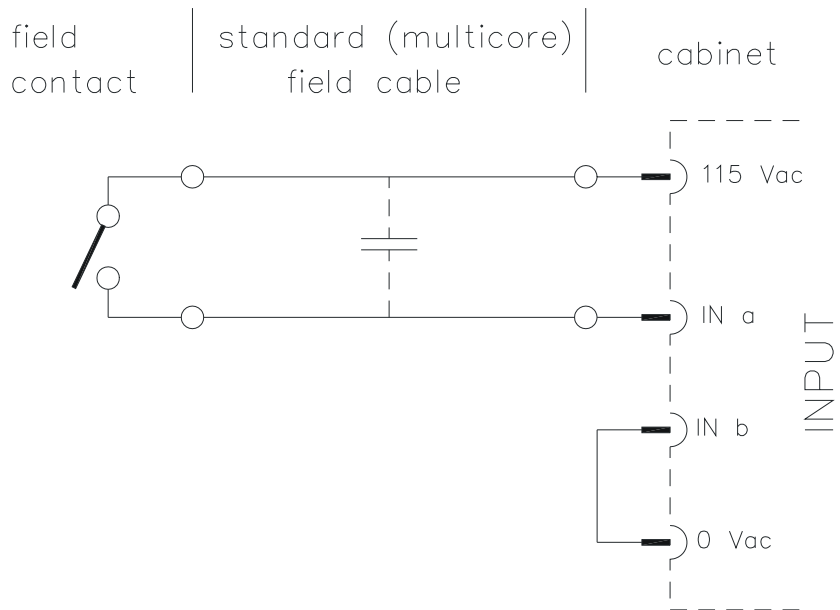 field
contact
standard (multicore)
field cable
cabinet
115 Vac
IN a
IN b
0 Vac
INPUT